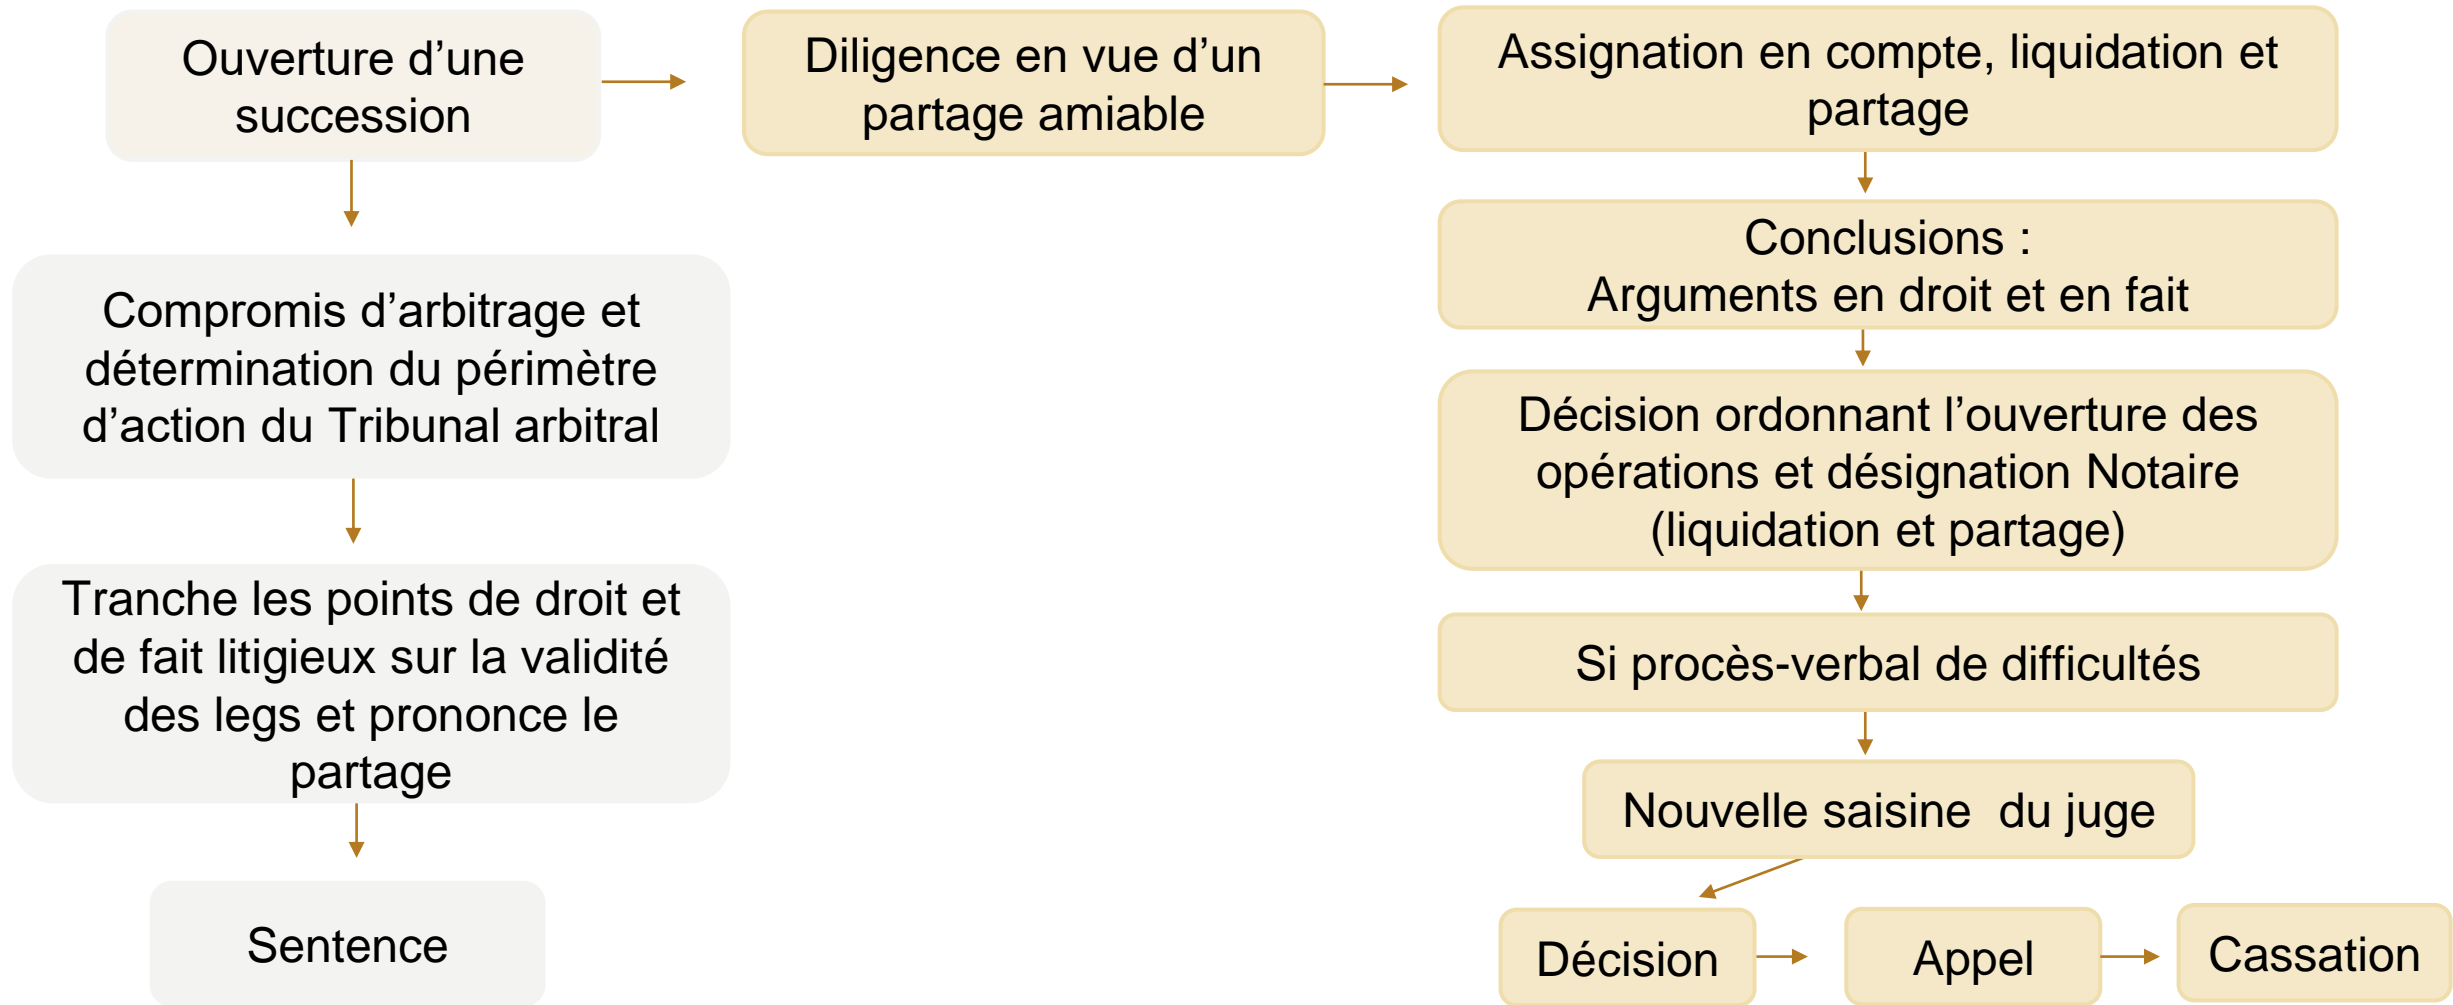 Ouverture d’une
succession
Diligence en vue d’un
partage amiable
Assignation en compte, liquidation et
partage
Compromis d’arbitrage et
détermination du périmètre
d’action du Tribunal arbitral
Tranche les points de droit et
de fait litigieux sur la validité
des legs et prononce le
partage
Sentence
Conclusions :
Arguments en droit et en fait
Décision ordonnant l’ouverture des
opérations et désignation Notaire
(liquidation et partage)
Si procès-verbal de difficultés
Nouvelle saisine  du juge
Décision
Appel
Cassation